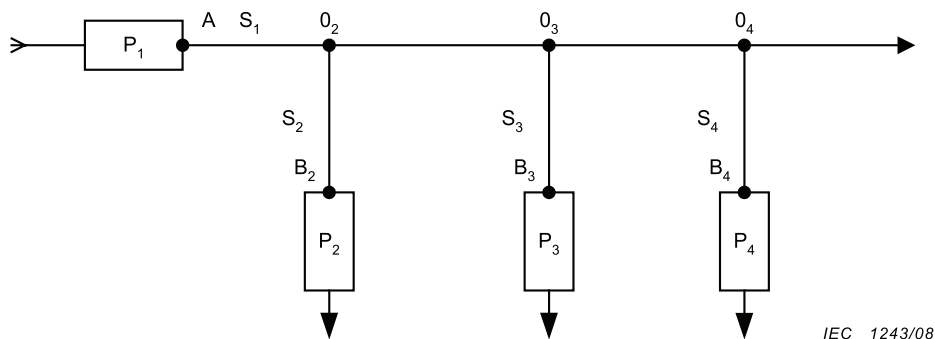 A S1 02 03 04
P1
S2 S3 S4
B2 B3 B4
P2 P3 P4
IEC 1243/08